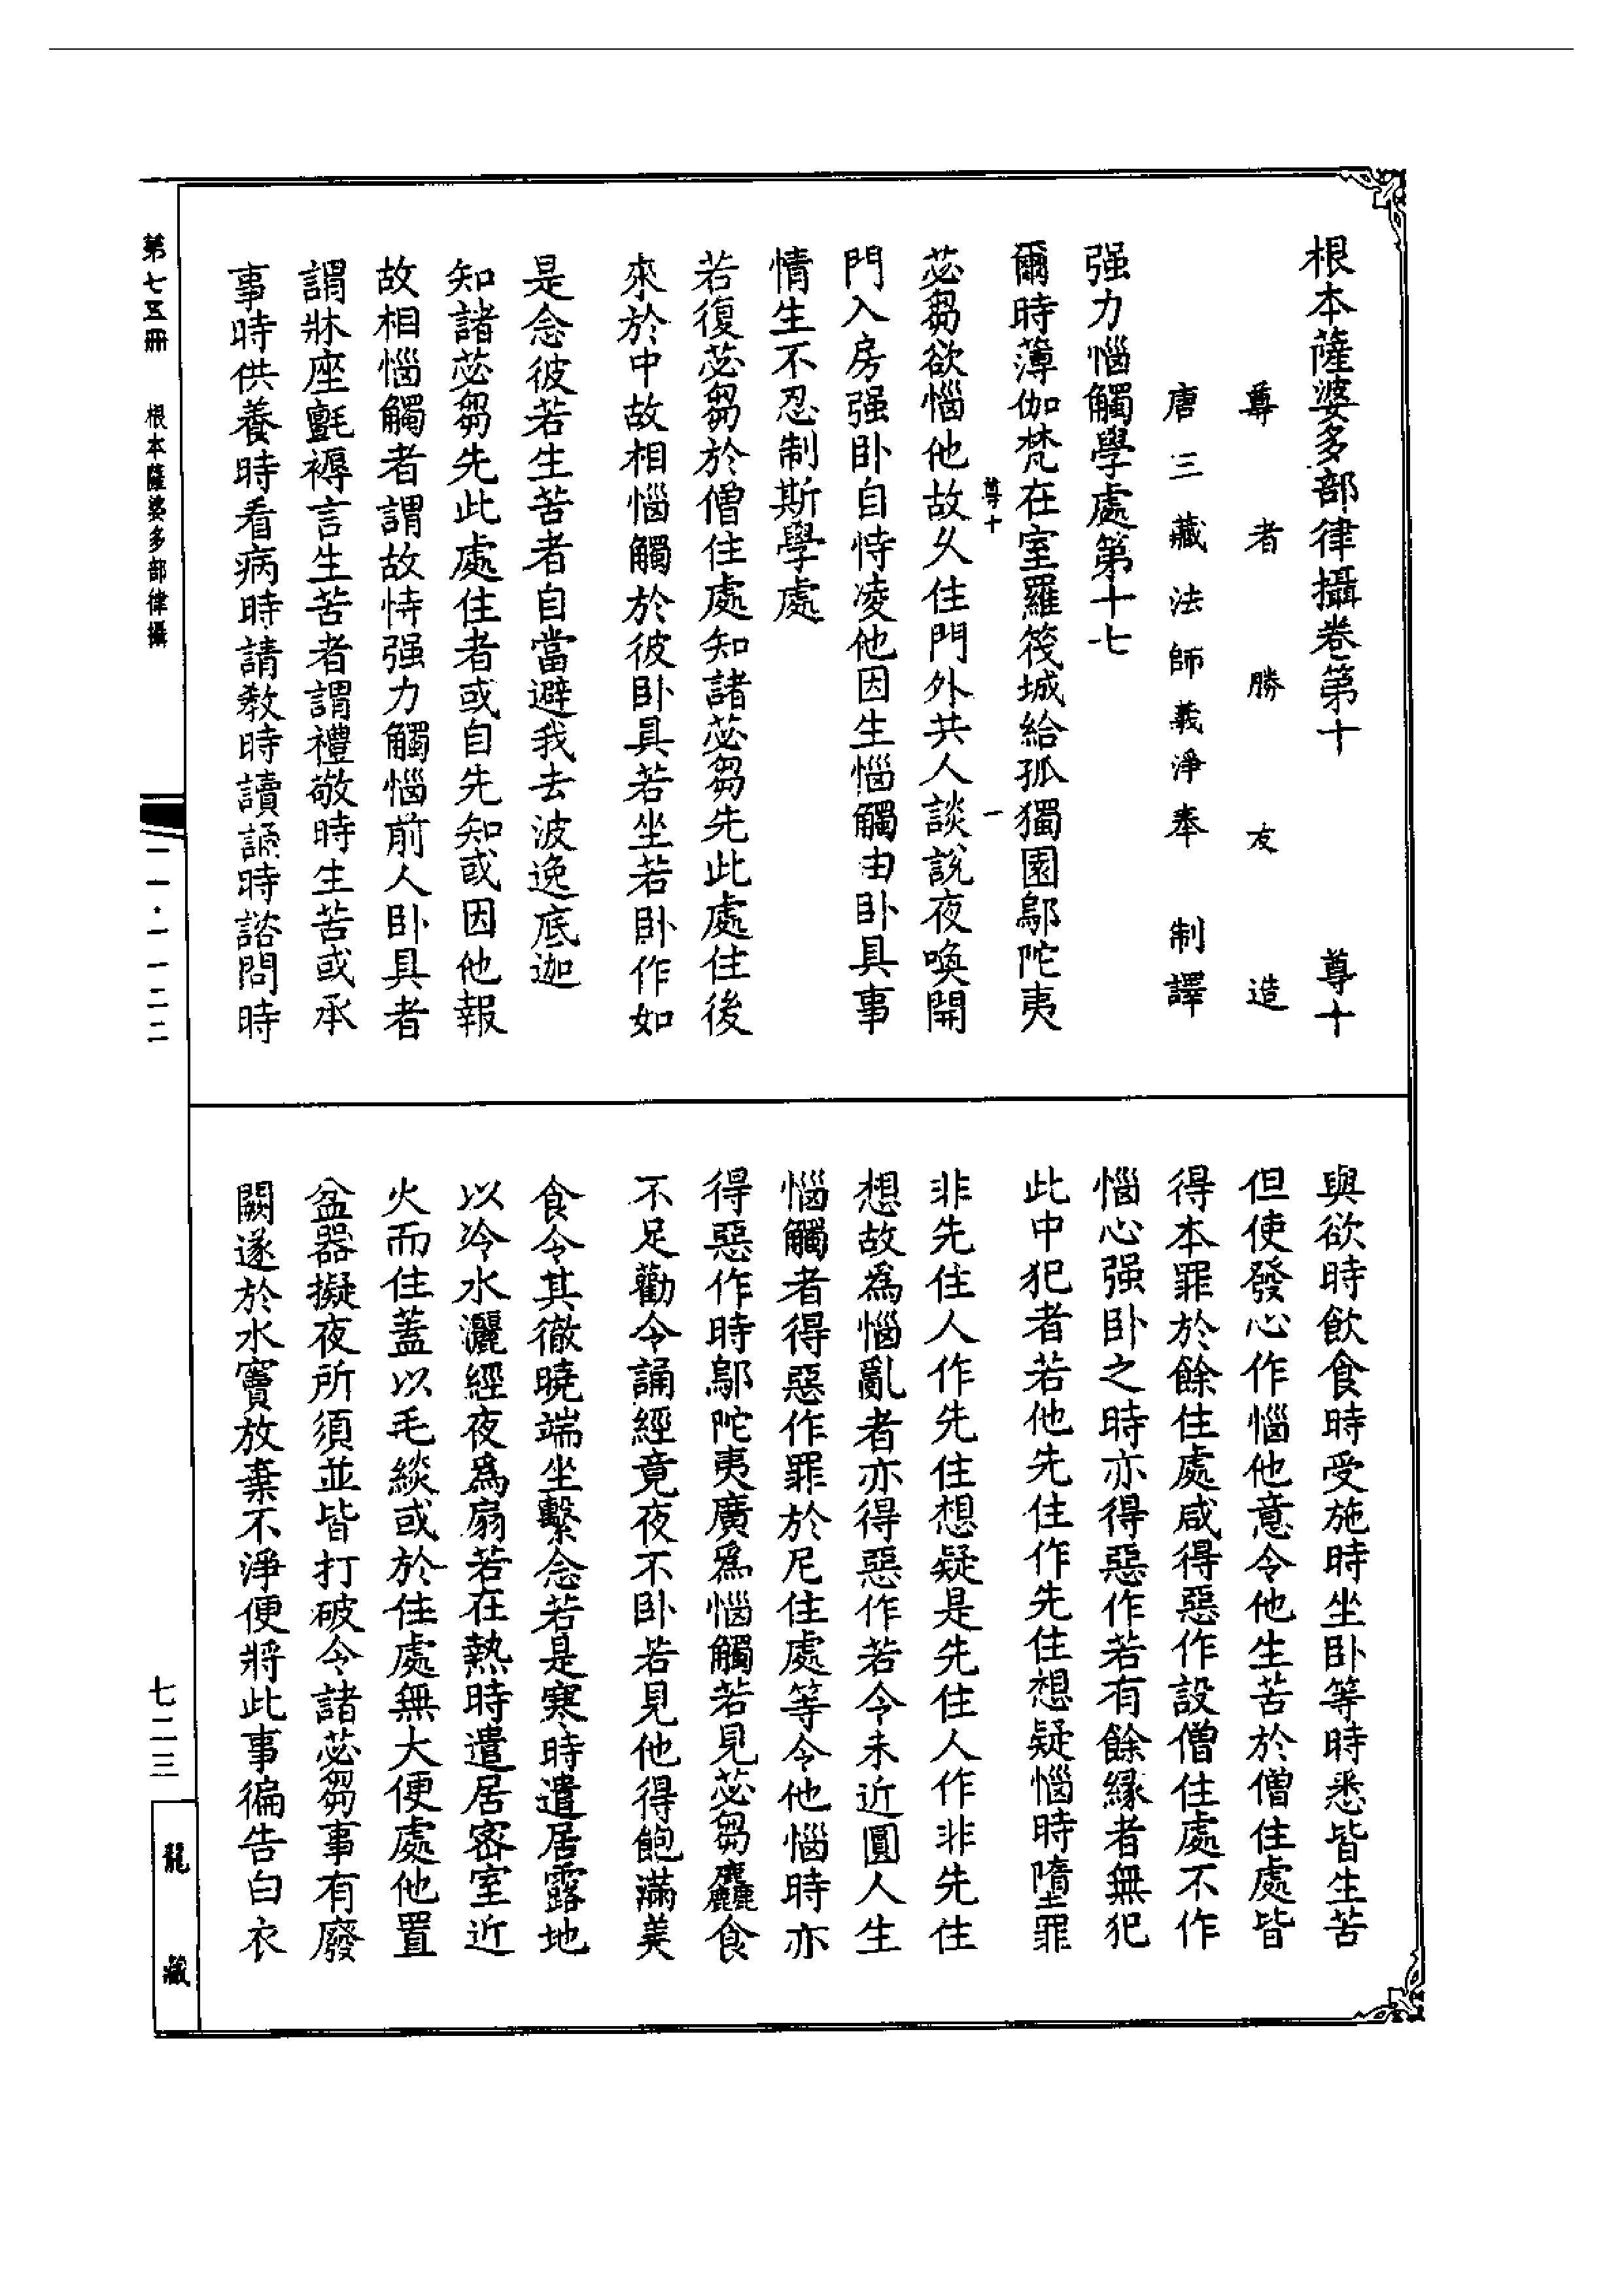 根本薩婆多部律攝卷第十　尊十
尊者勝友造
唐三藏法師義淨奉　制譯
强力惱觸學處第十七
尊十　一
爾時薄伽梵在室羅筏城給孤獨園鄔陀夷
苾芻欲惱他故久住門外共人談說夜喚開
門入房强卧自恃凌他因生惱觸由卧具事
情生不忍制斯學處
若復苾芻於僧住處知諸苾芻先此處住後
來於中故相惱觸於彼卧具若坐若卧作如
是念彼若生苦者自當避我去波逸底迦
知諸苾芻先此處住者或自先知或因他報
故相惱觸者謂故恃强力觸惱前人卧具者
謂牀座氈褥言生苦者謂禮敬時生苦或承
事時供養時看病時請教時讀誦時諮問時
與欲時飲食時受施時坐卧等時悉皆生苦
但使發心作惱他意令他生苦於僧住處皆
得本罪於餘住處咸得惡作設僧住處不作
惱心强卧之時亦得惡作若有餘緣者無犯
此中犯者若他先住作先住想疑惱時墮罪
非先住人作先住想疑是先住人作非先住
想故爲惱亂者亦得惡作若令未近圓人生
惱觸者得惡作罪於尼住處等令他惱時亦
得惡作時鄔陀夷廣爲惱觸若見苾芻麤食
不足勸令誦經竟夜不卧若見他得飽滿美
食令其徹曉端坐繫念若是寒時遣居露地
以冷水灑經夜爲扇若在熱時遣居密室近
火而住蓋以毛緂或於住處無大便處他置
盆器擬夜所須並皆打破令諸苾芻事有廢
闕遂於水竇放棄不淨便將此事徧告白衣
第七五冊　根本薩婆多部律攝
一一·一一二二
七二三
龍藏